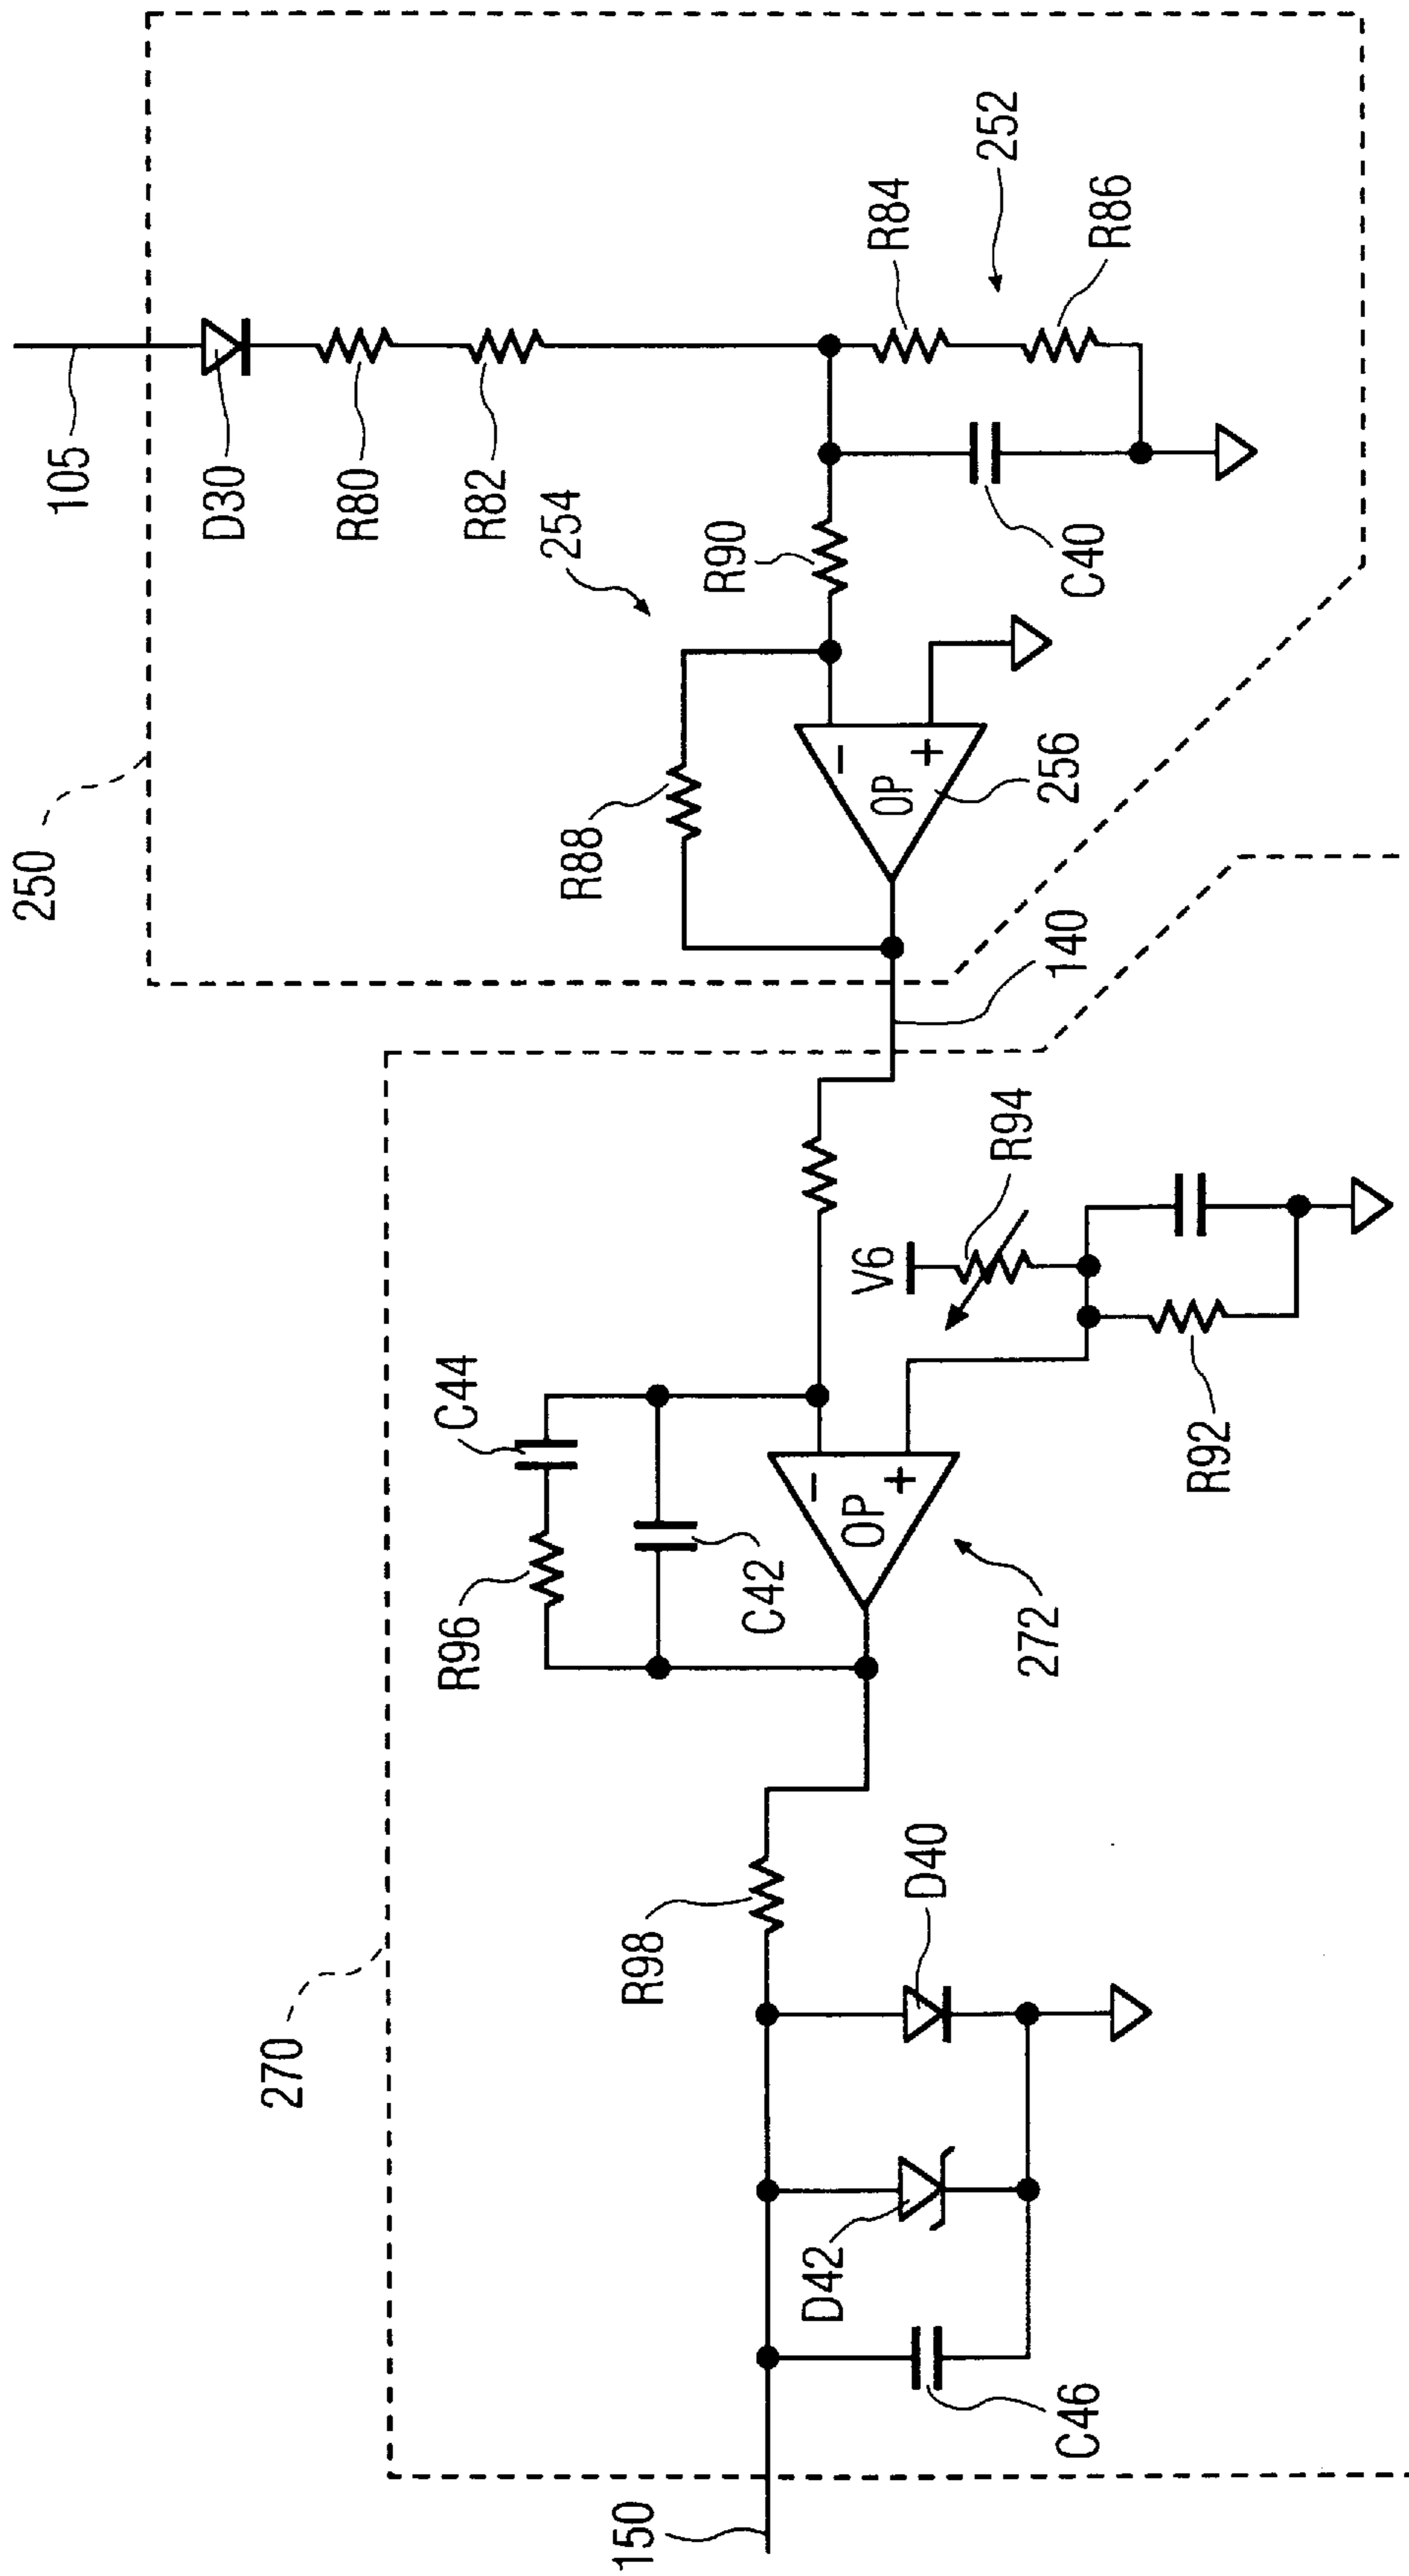 105
250
D30
R80
R82
254
R90
R84
252
R86
C40
R88
OP
-
+
256
140
270
C44
R96
C42
OP
-
+
272
V6
R94
R92
R98
D40
D42
C46
150